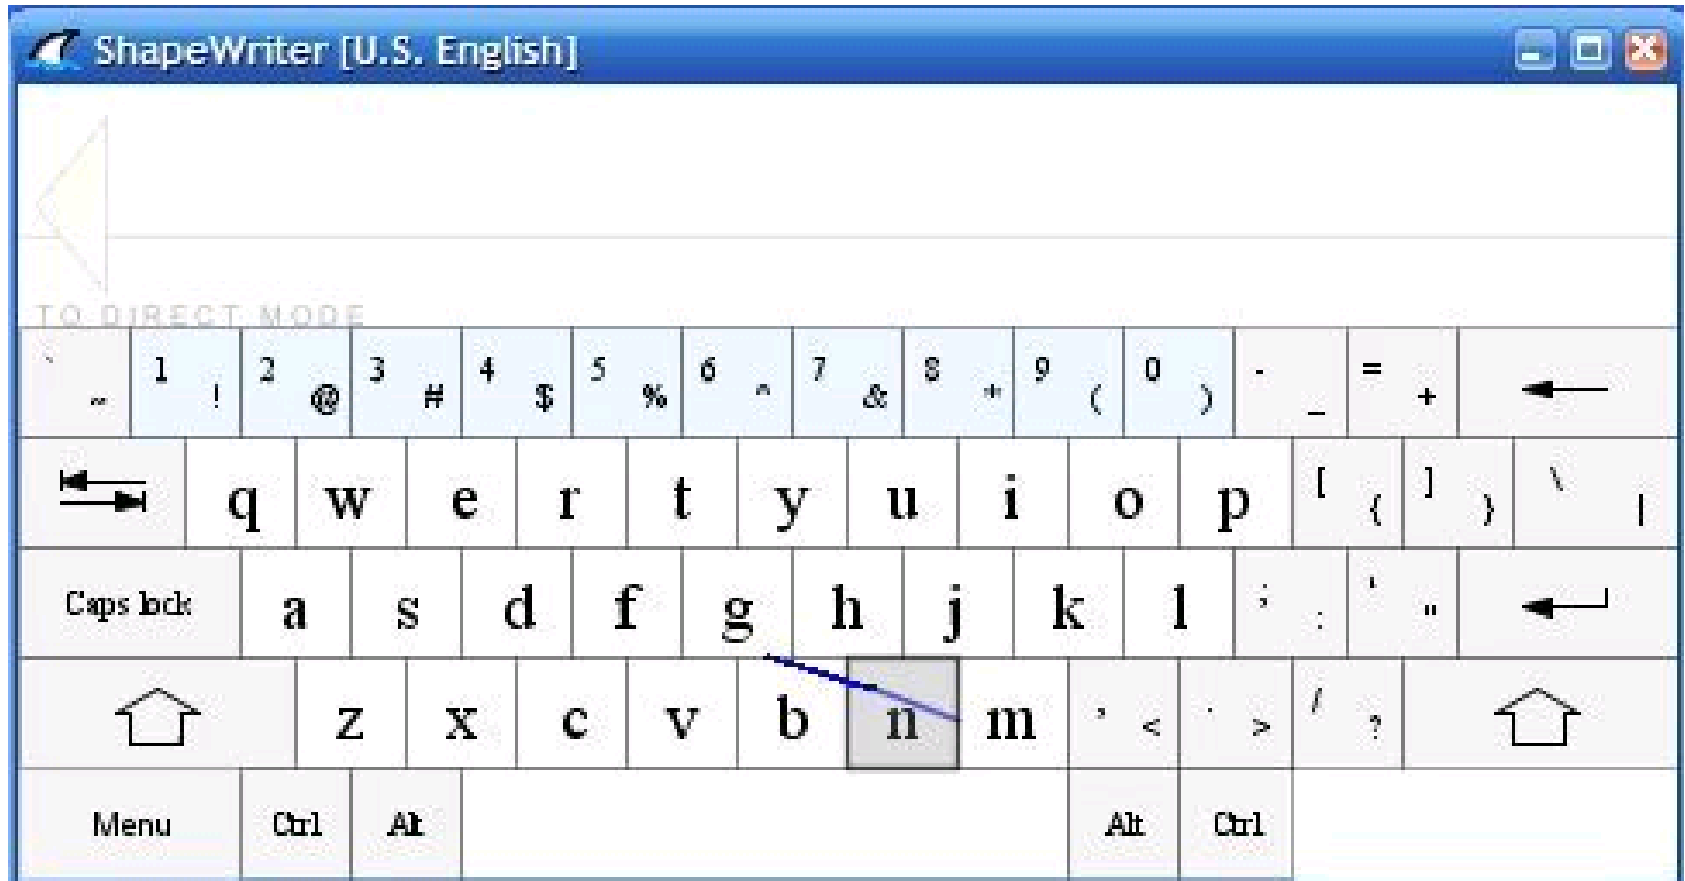 ShapeWriter [U.S. English]
TO DIRECT MODE
` ~ 1 ! 2 @ 3 # 4 $ 5 % 6 ^ 7 & 8 * 9 ( 0 ) - _ = +
q w e r t y u i o p [ { ] } \ |
Caps lock a s d f g h j k l ; : ' "
z x c v b n m , < . > / ?
Menu Ctrl Alt Alt Ctrl